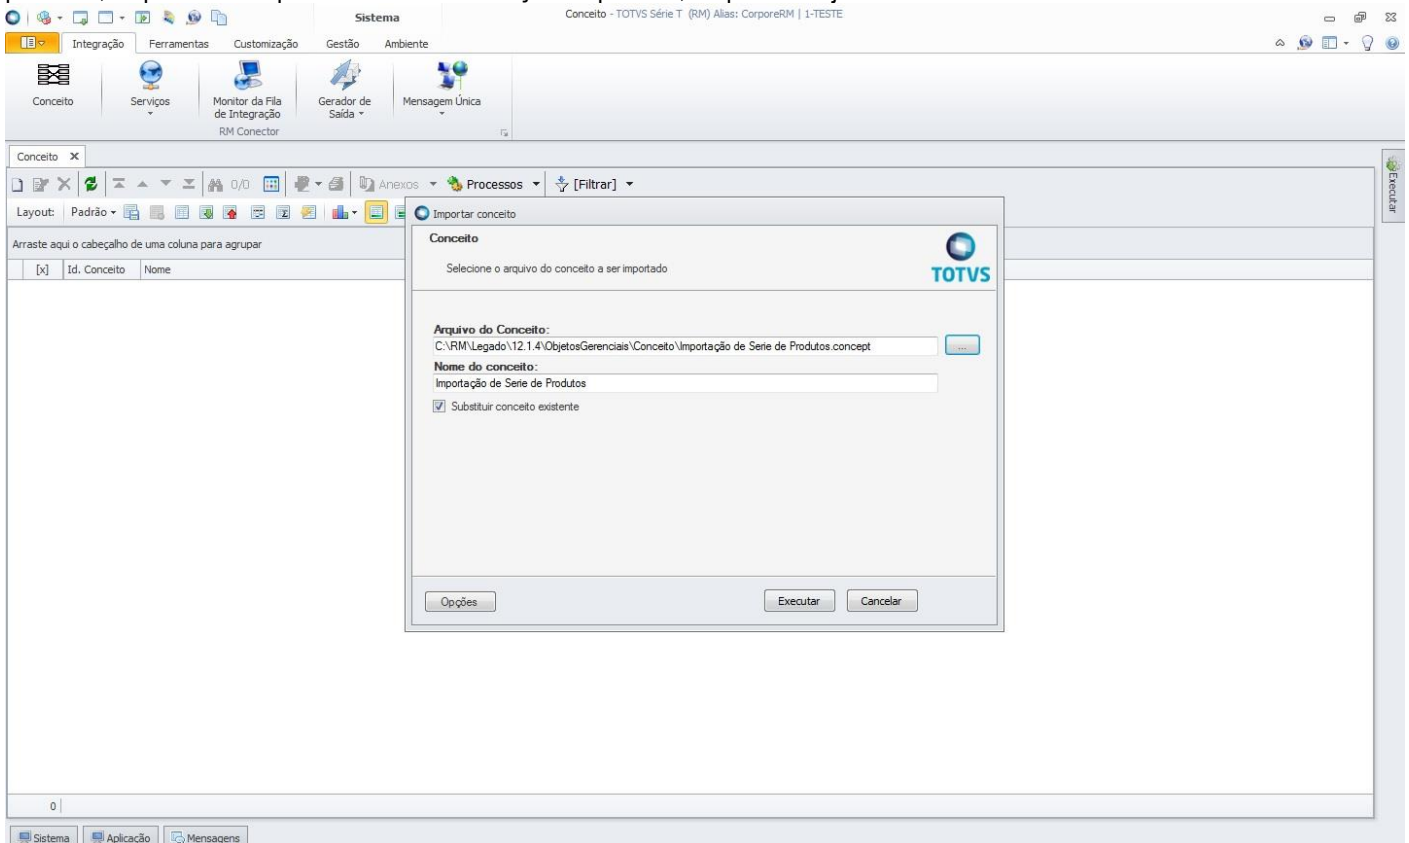 Sistema
Conceito - TOTVS Série T (RM) Alias: CorporeRM | 1-TESTE
Integração Ferramentas Customização Gestão Ambiente
Conceito
Serviços
Monitor da Fila
de Integração
Gerador de
Saída
Mensagem Única
RM Conector
Conceito X
0/0 Anexos Processos [Filtrar]
Executar
Layout: Padrão
Arraste aqui o cabeçalho de uma coluna para agrupar
[x] Id. Conceito Nome
Importar conceito
Conceito
Selecione o arquivo do conceito a ser importado
TOTVS
Arquivo do Conceito:
C:\RM\Legado\12.1.4\ObjetosGerenciais\Conceito\Importação de Serie de Produtos.concept
...
Nome do conceito:
Importação de Serie de Produtos
Substituir conceito existente
Opções Executar Cancelar
0
Sistema Aplicação Mensagens